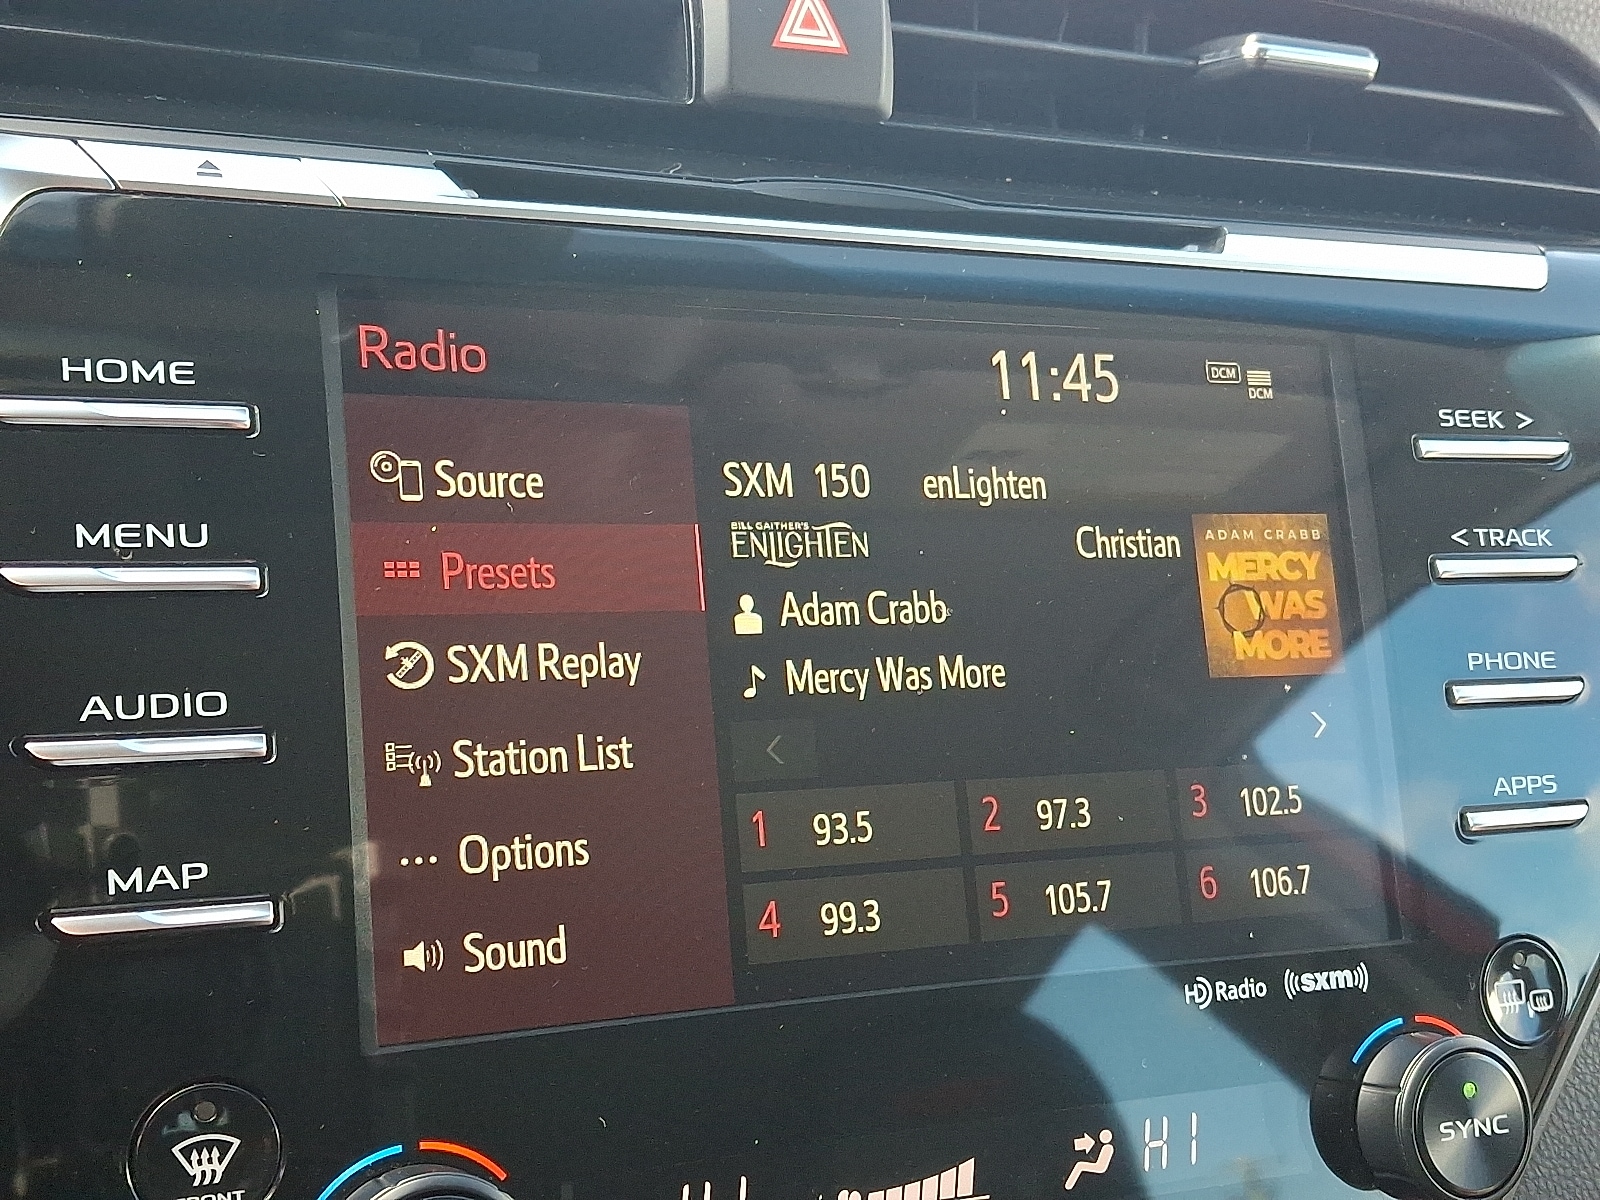 HOME
MENU
AUDIO
MAP
Radio
11:45
DCM
DCM
Source
Presets
SXM Replay
Station List
Options
Sound
SXM 150 enLighten
BILL GAITHER'S
ENLIGHTEN
Christian
Adam Crabb
Mercy Was More
ADAM CRABB
MERCY
WAS
MORE
1 93.5
2 97.3
3 102.5
4 99.3
5 105.7
6 106.7
HD Radio
sxm
SEEK >
< TRACK
PHONE
APPS
SYNC
FRONT
HI